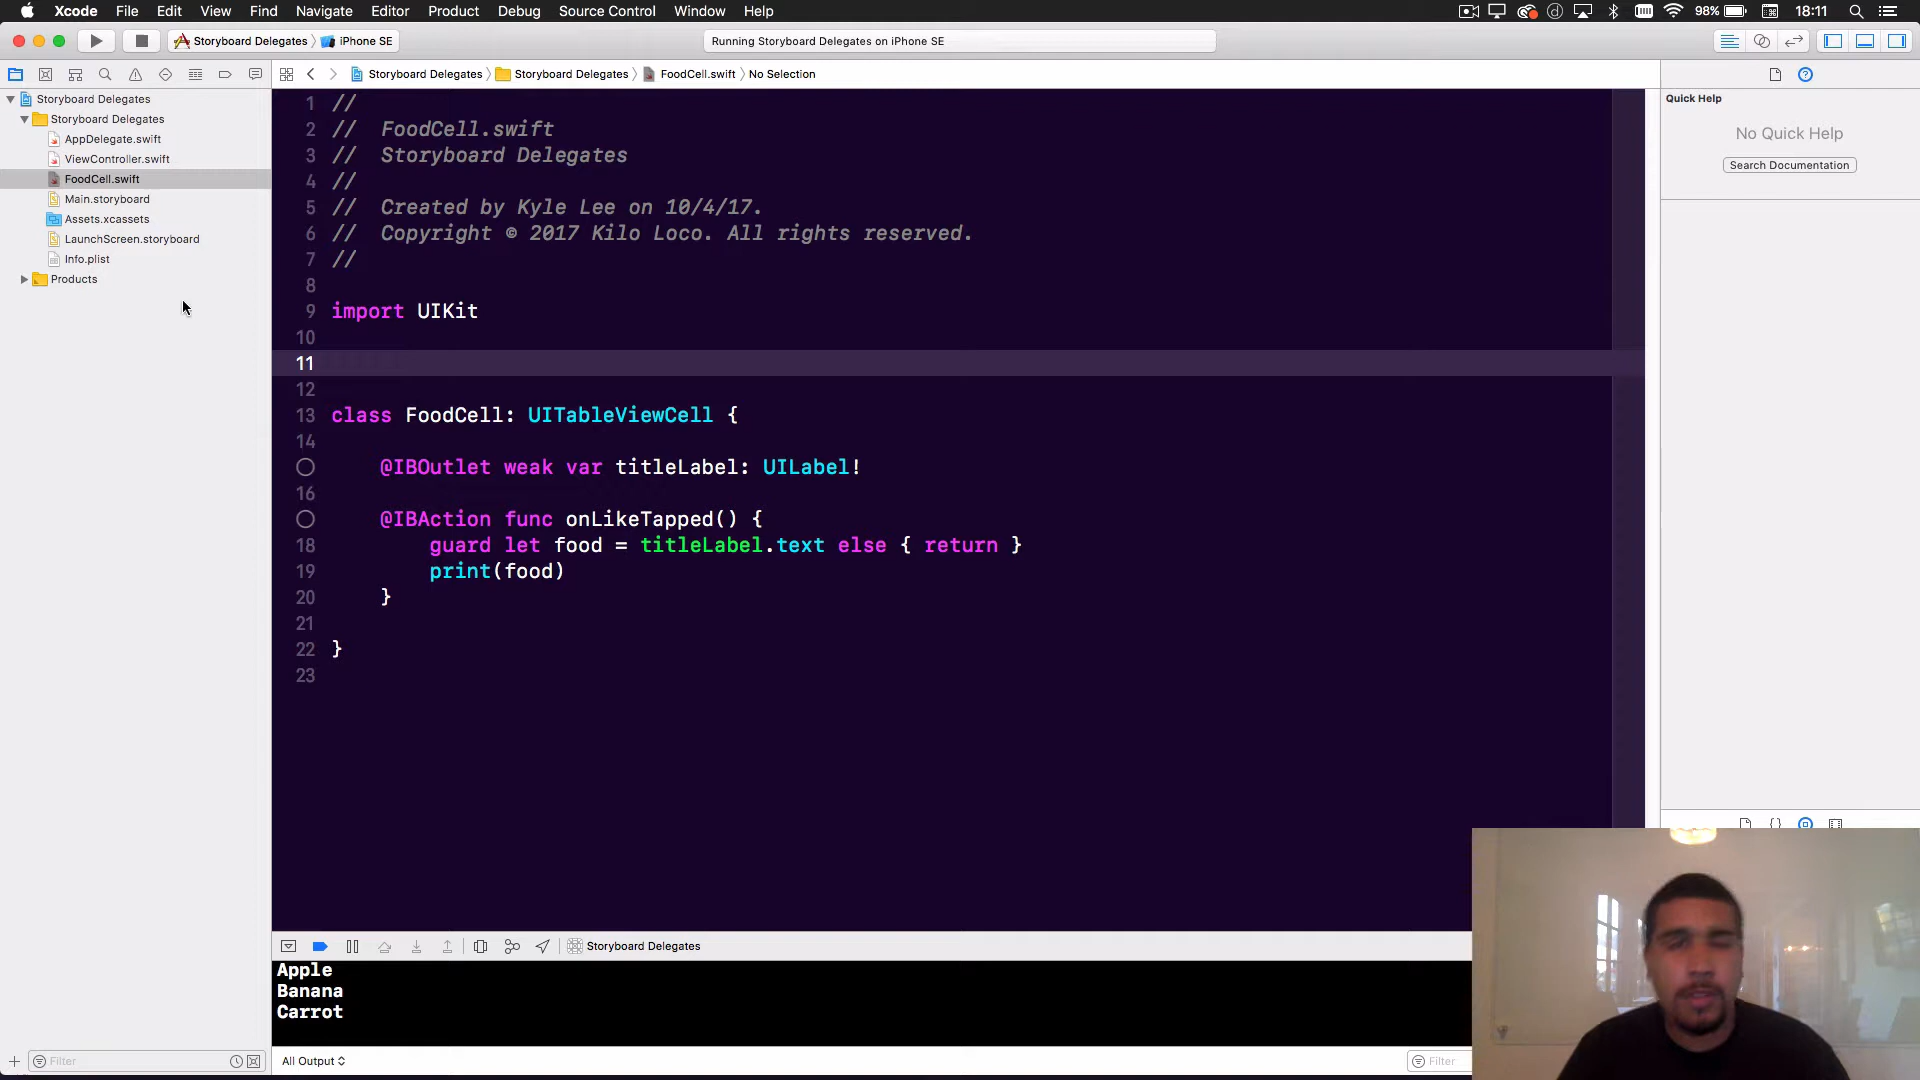 Xcode File Edit View Find Navigate Editor Product Debug Source Control Window Help 98% 18:11
Storyboard Delegates iPhone SE Running Storyboard Delegates on iPhone SE
Storyboard Delegates Storyboard Delegates FoodCell.swift No Selection
Storyboard Delegates
Storyboard Delegates
AppDelegate.swift
ViewController.swift
FoodCell.swift
Main.storyboard
Assets.xcassets
LaunchScreen.storyboard
Info.plist
Products
Filter
1 //
2 //  FoodCell.swift
3 //  Storyboard Delegates
4 //
5 //  Created by Kyle Lee on 10/4/17.
6 //  Copyright © 2017 Kilo Loco. All rights reserved.
7 //
8
9 import UIKit
10
11
12
13 class FoodCell: UITableViewCell {
14
@IBOutlet weak var titleLabel: UILabel!
16
@IBAction func onLikeTapped() {
18 guard let food = titleLabel.text else { return }
19 print(food)
20 }
21
22 }
23
Storyboard Delegates
Apple
Banana
Carrot
All Output
Filter
Quick Help
No Quick Help
Search Documentation
{}